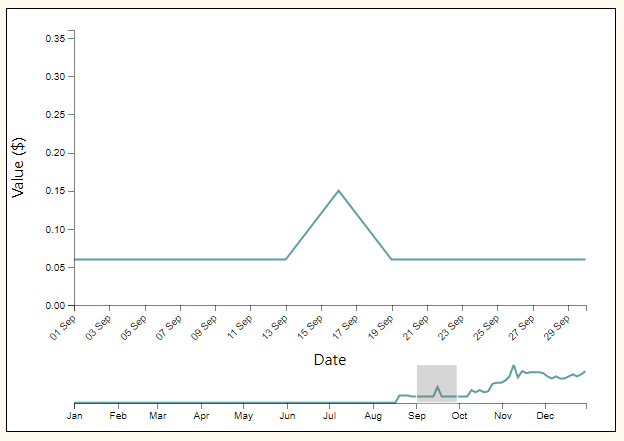 0.35
0.30
0.25
0.20
0.15
0.10
0.05
0.00
Value ($)
01 Sep 03 Sep 05 Sep 07 Sep 09 Sep 11 Sep 13 Sep 15 Sep 17 Sep 19 Sep 21 Sep 23 Sep 25 Sep 27 Sep 29 Sep
Date
Jan Feb Mar Apr May Jun Jul Aug Sep Oct Nov Dec